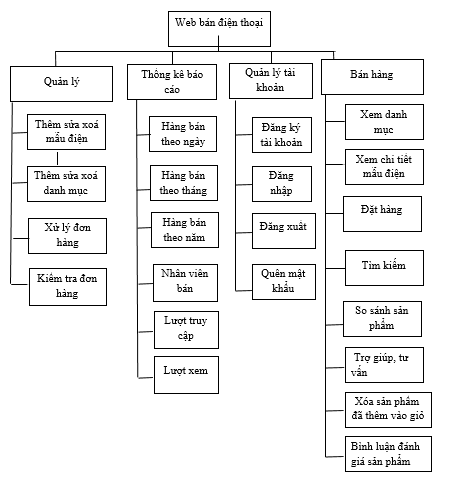 Web bán điện thoại
Quản lý
Thêm sửa xoá
mẫu điện
Thêm sửa xoá
danh mục
Xử lý đơn
hàng
Kiểm tra đơn
hàng
Thống kê báo
cáo
Hàng bán
theo ngày
Hàng bán
theo tháng
Hàng bán
theo năm
Nhân viên
bán
Lượt truy
cập
Lượt xem
Quản lý tài
khoản
Đăng ký
tài khoản
Đăng
nhập
Đăng xuất
Quên mật
khẩu
Bán hàng
Xem danh
mục
Xem chi tiết
mẫu điện
Đặt hàng
Tìm kiếm
So sánh sản
phẩm
Trợ giúp, tư
vấn
Xóa sản phẩm
đã thêm vào giỏ
Bình luận đánh
giá sản phẩm